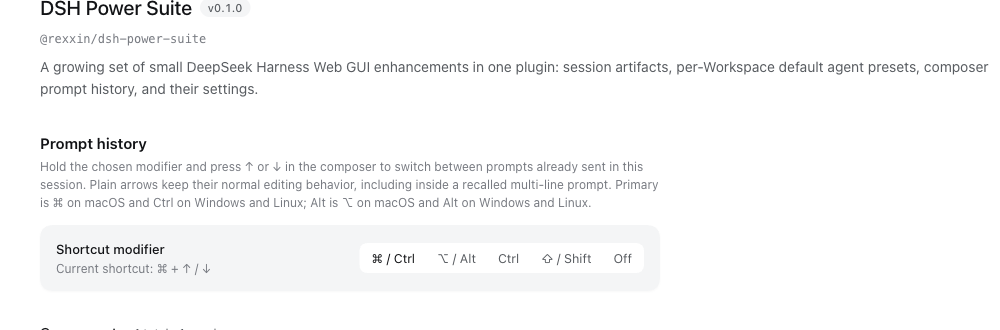 DSH Power Suite v0.1.0
@rexxin/dsh-power-suite
A growing set of small DeepSeek Harness Web GUI enhancements in one plugin: session artifacts, per-Workspace default agent presets, composer
prompt history, and their settings.
Prompt history
Hold the chosen modifier and press ↑ or ↓ in the composer to switch between prompts already sent in this
session. Plain arrows keep their normal editing behavior, including inside a recalled multi-line prompt. Primary
is ⌘ on macOS and Ctrl on Windows and Linux; Alt is ⌥ on macOS and Alt on Windows and Linux.
Shortcut modifier
Current shortcut: ⌘ + ↑ / ↓
⌘ / Ctrl ⌥ / Alt Ctrl ⇧ / Shift Off